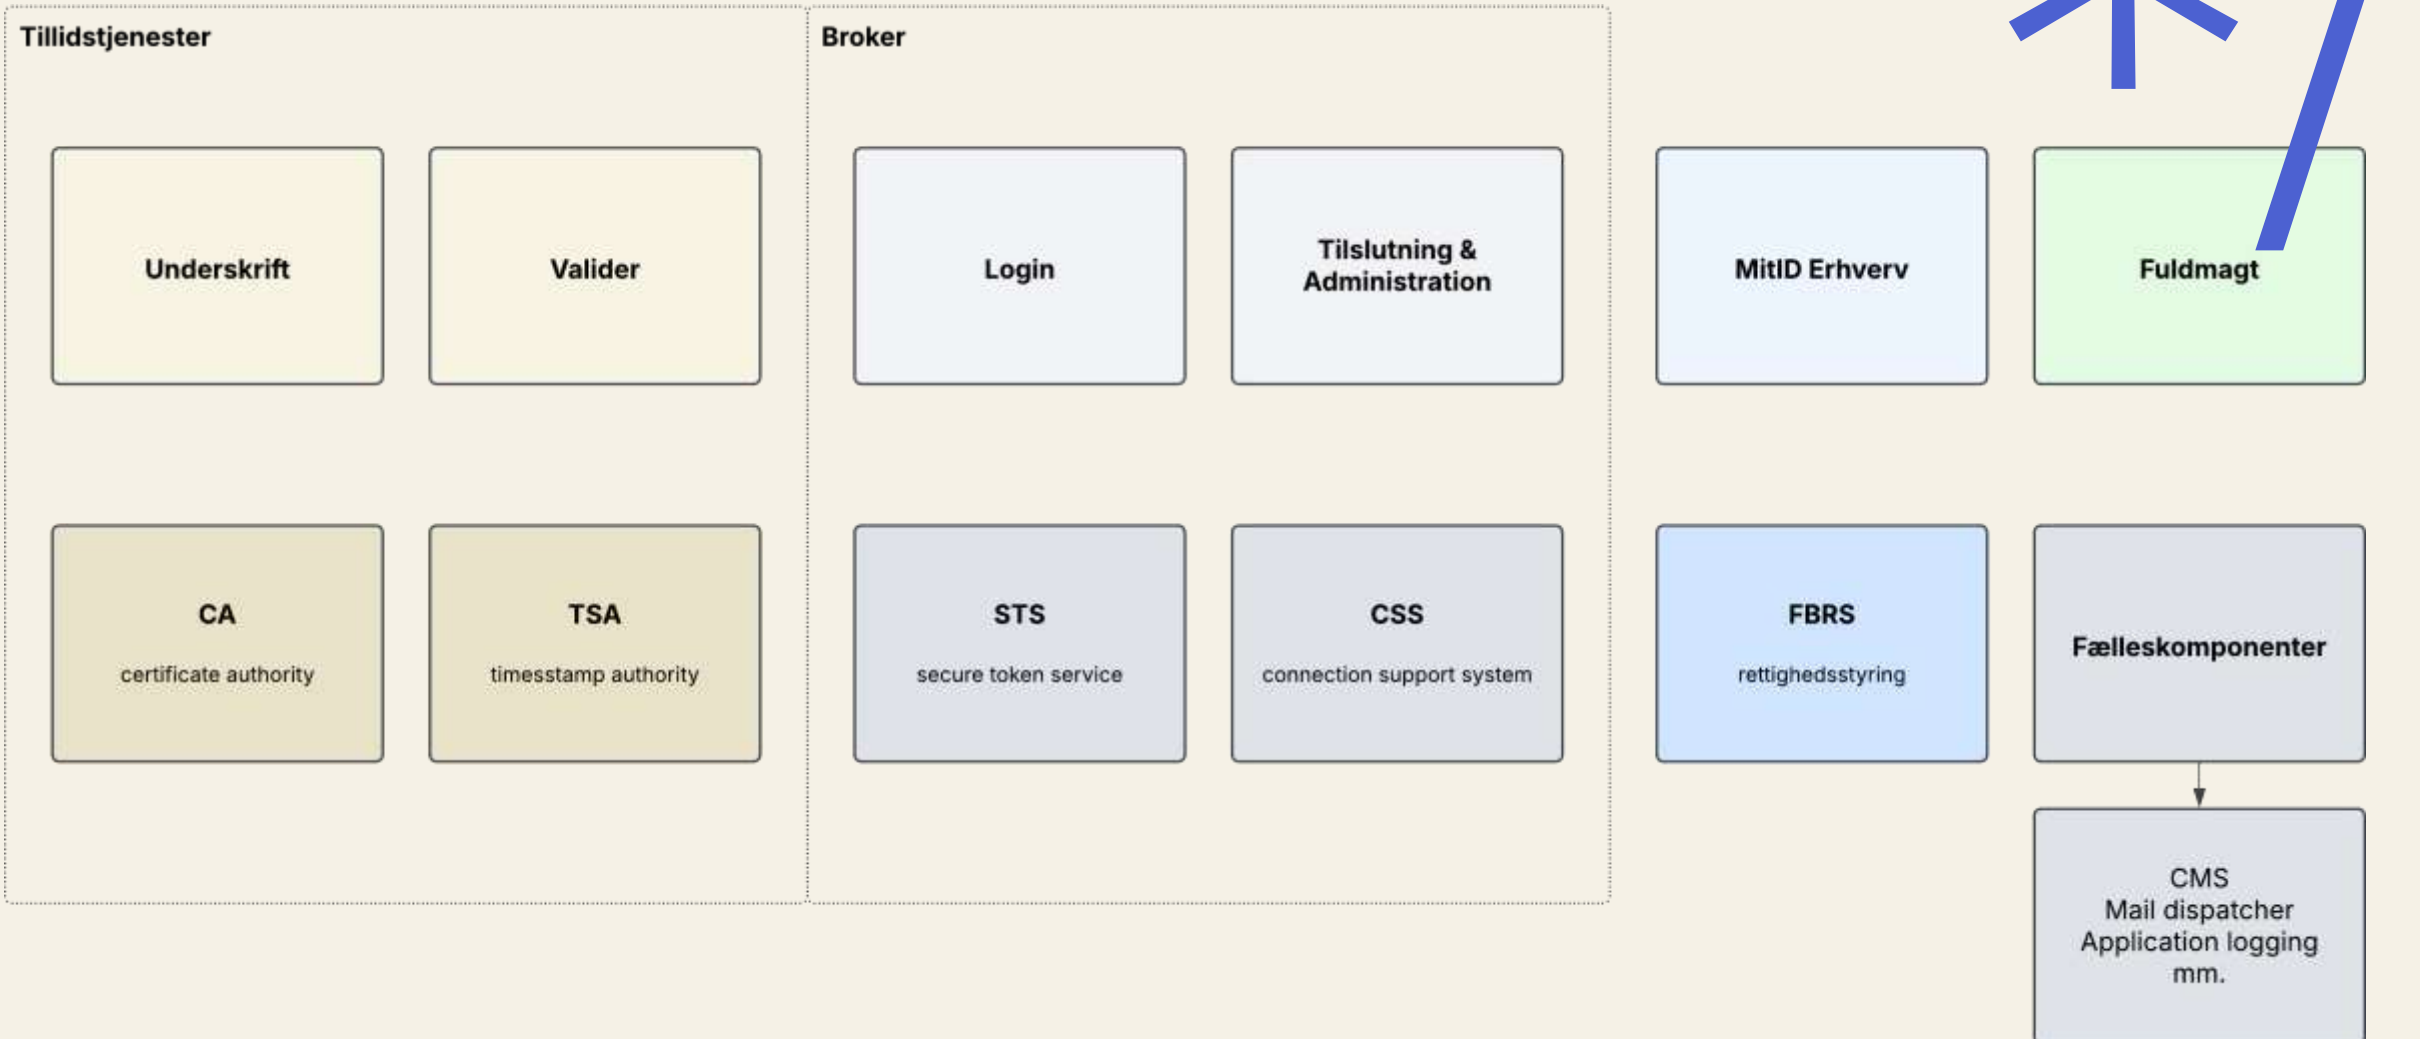 Tillidstjenester
Broker
Underskrift
Valider
Login
Tilslutning &
Administration
MitID Erhverv
Fuldmagt
CA
certificate authority
TSA
timesstamp authority
STS
secure token service
CSS
connection support system
FBRS
rettighedsstyring
Fælleskomponenter
CMS
Mail dispatcher
Application logging
mm.